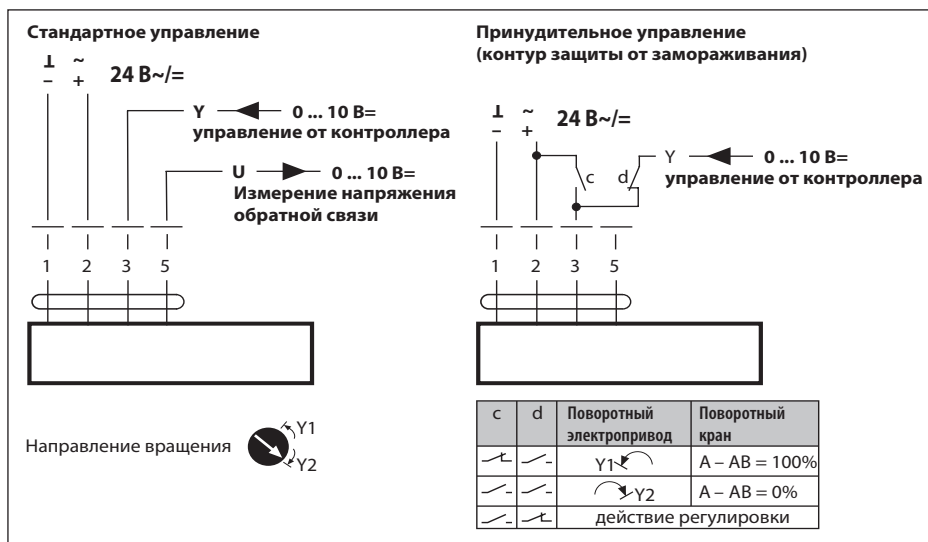 Стандартное управление
⊥ ~
– + 24 В~/=
Y 0 ... 10 В=
управление от контроллера
U 0 ... 10 В=
Измерение напряжения
обратной связи
1 2 3 5
Направление вращения
Y1
Y2
Принудительное управление
(контур защиты от замораживания)
⊥ ~
– + 24 В~/=
c d Y 0 ... 10 В=
управление от контроллера
1 2 3 5
c d Поворотный электропривод Поворотный кран
Y1 A – AB = 100%
Y2 A – AB = 0%
действие регулировки